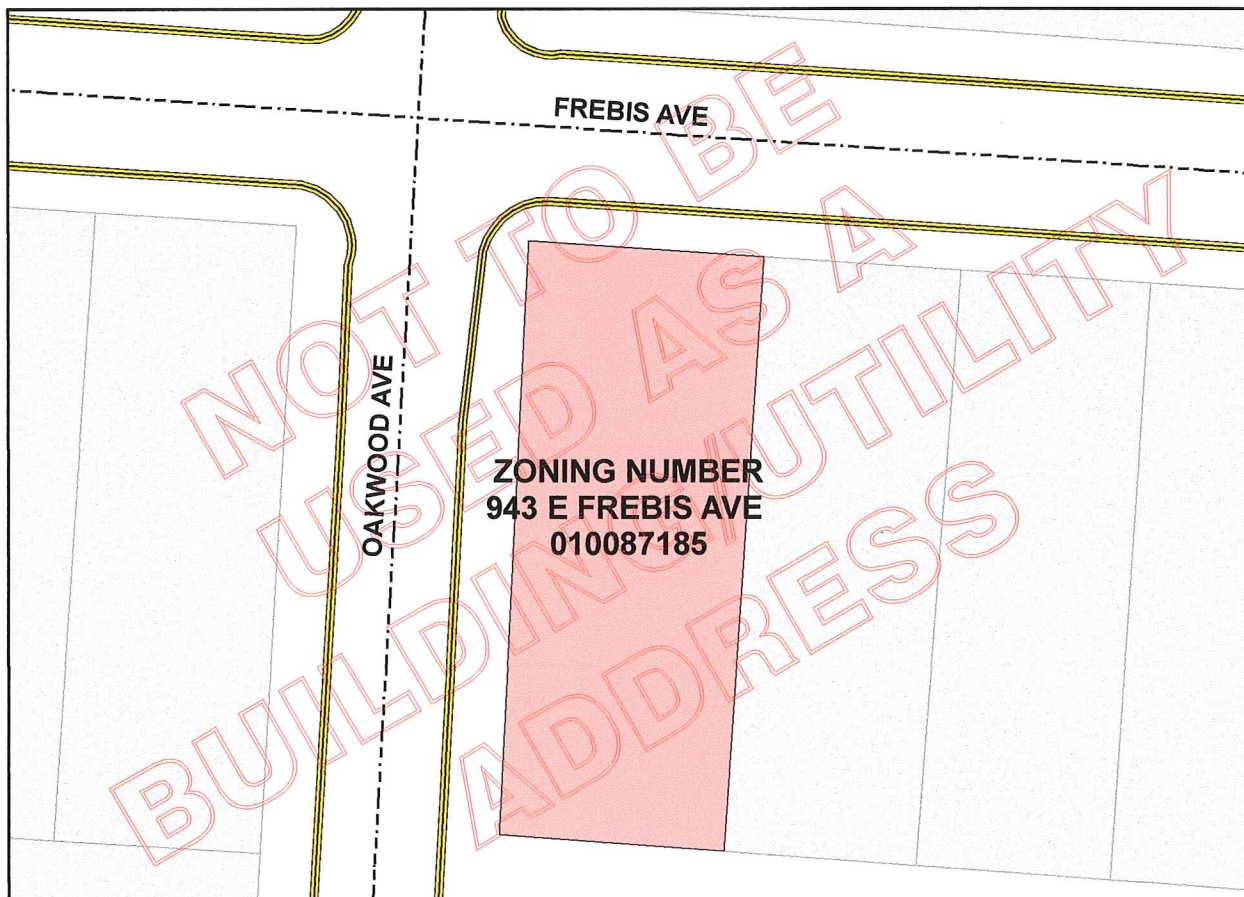 FREBIS AVE
OAKWOOD AVE
ZONING NUMBER
943 E FREBIS AVE
010087185
NOT TO BE
USED AS A
BUILDING/UTILITY
ADDRESS